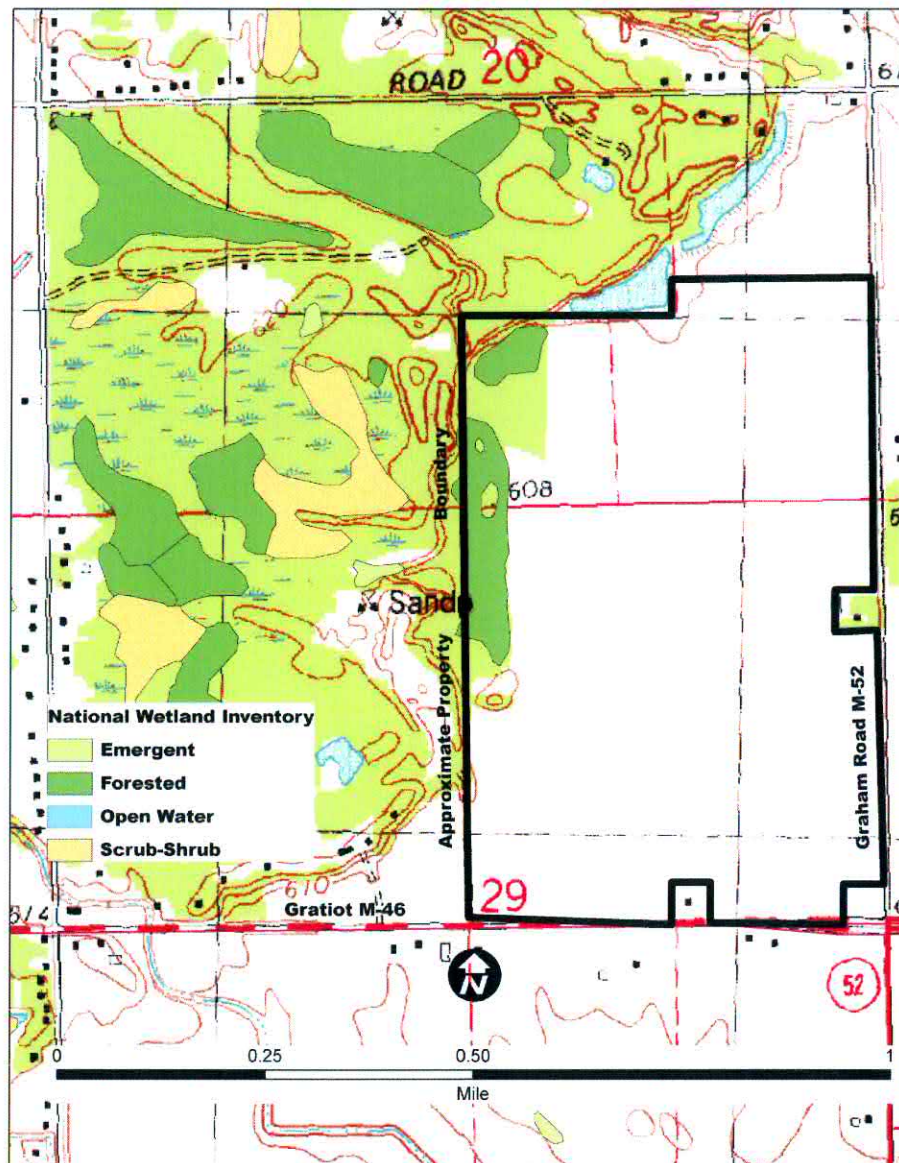 ROAD
20
Boundary
608
Sand
Approximate Property
Graham Road M-52
National Wetland Inventory
Emergent
Forested
Open Water
Scrub-Shrub
610
Gratiot M-46
29
614
N
52
0
0.25
0.50
1
Mile